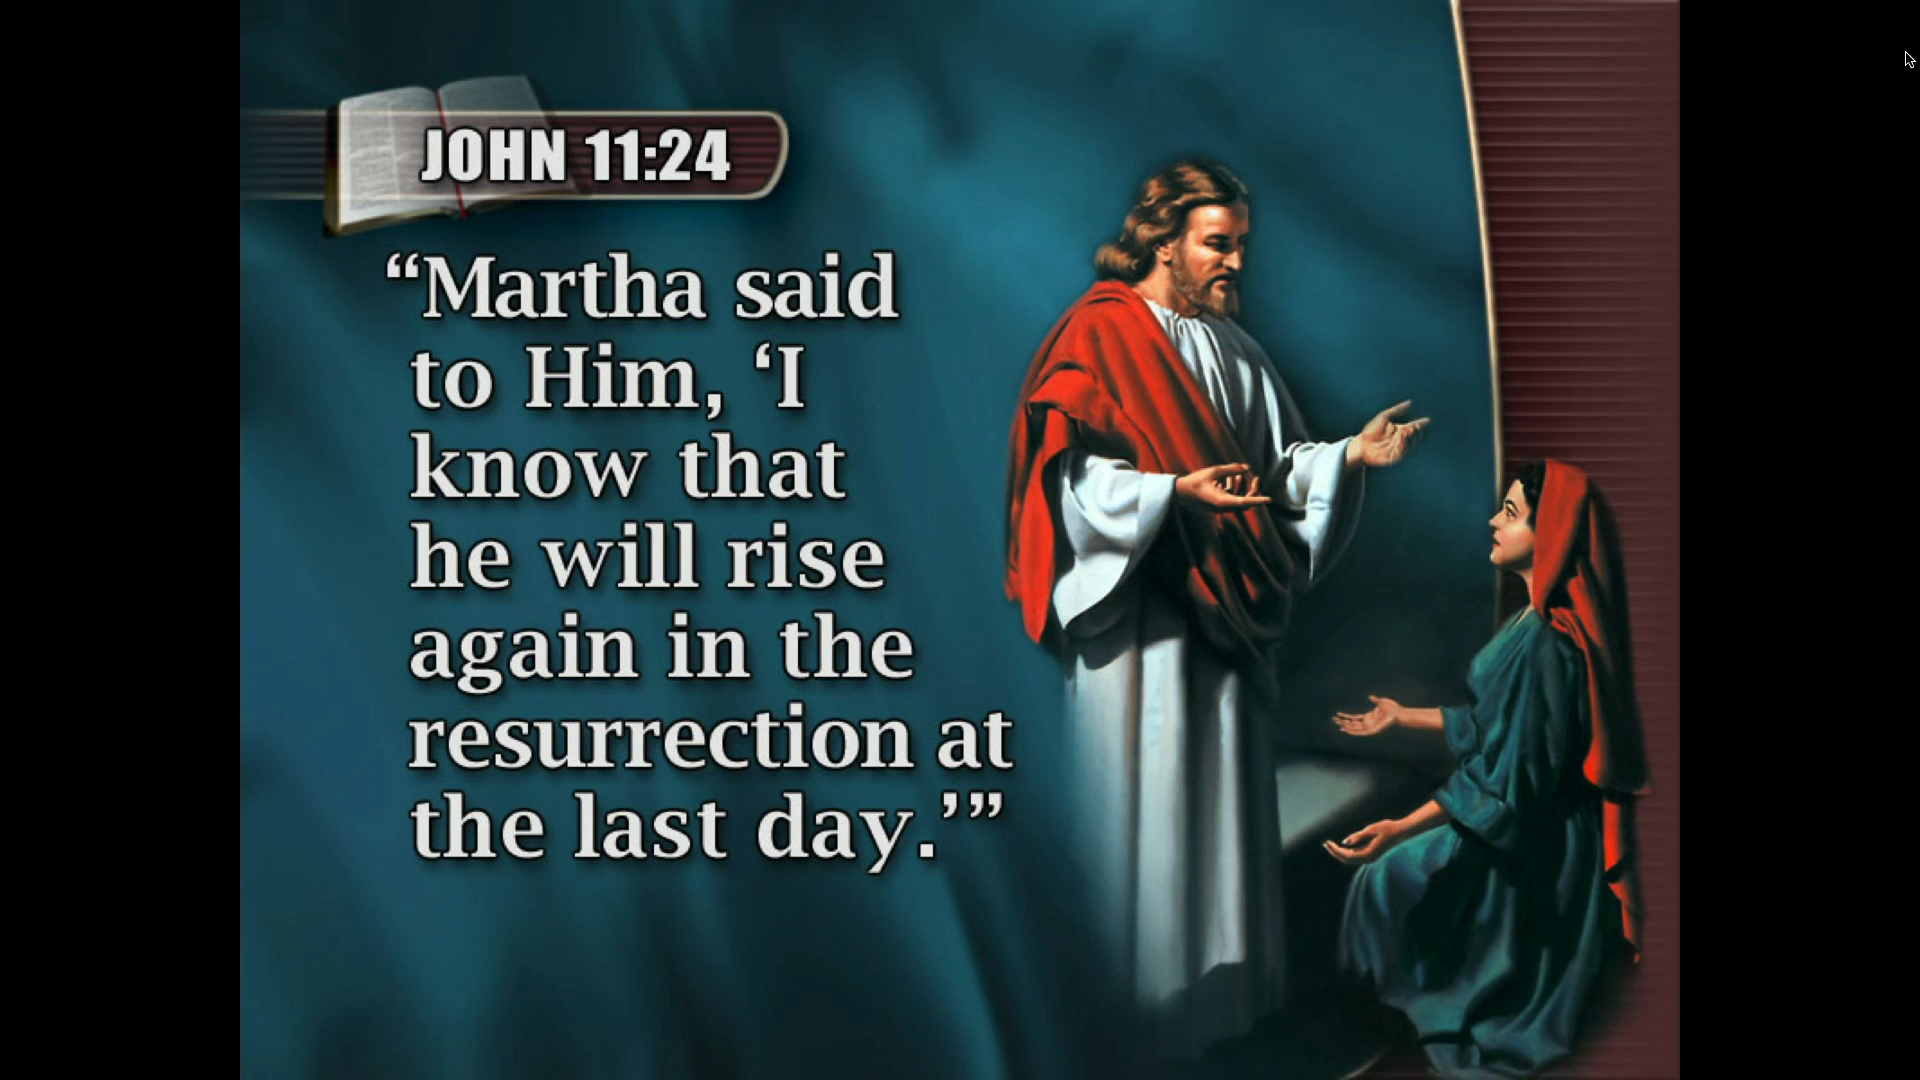 JOHN 11:24
“Martha said
to Him, ‘I
know that
he will rise
again in the
resurrection at
the last day.’”